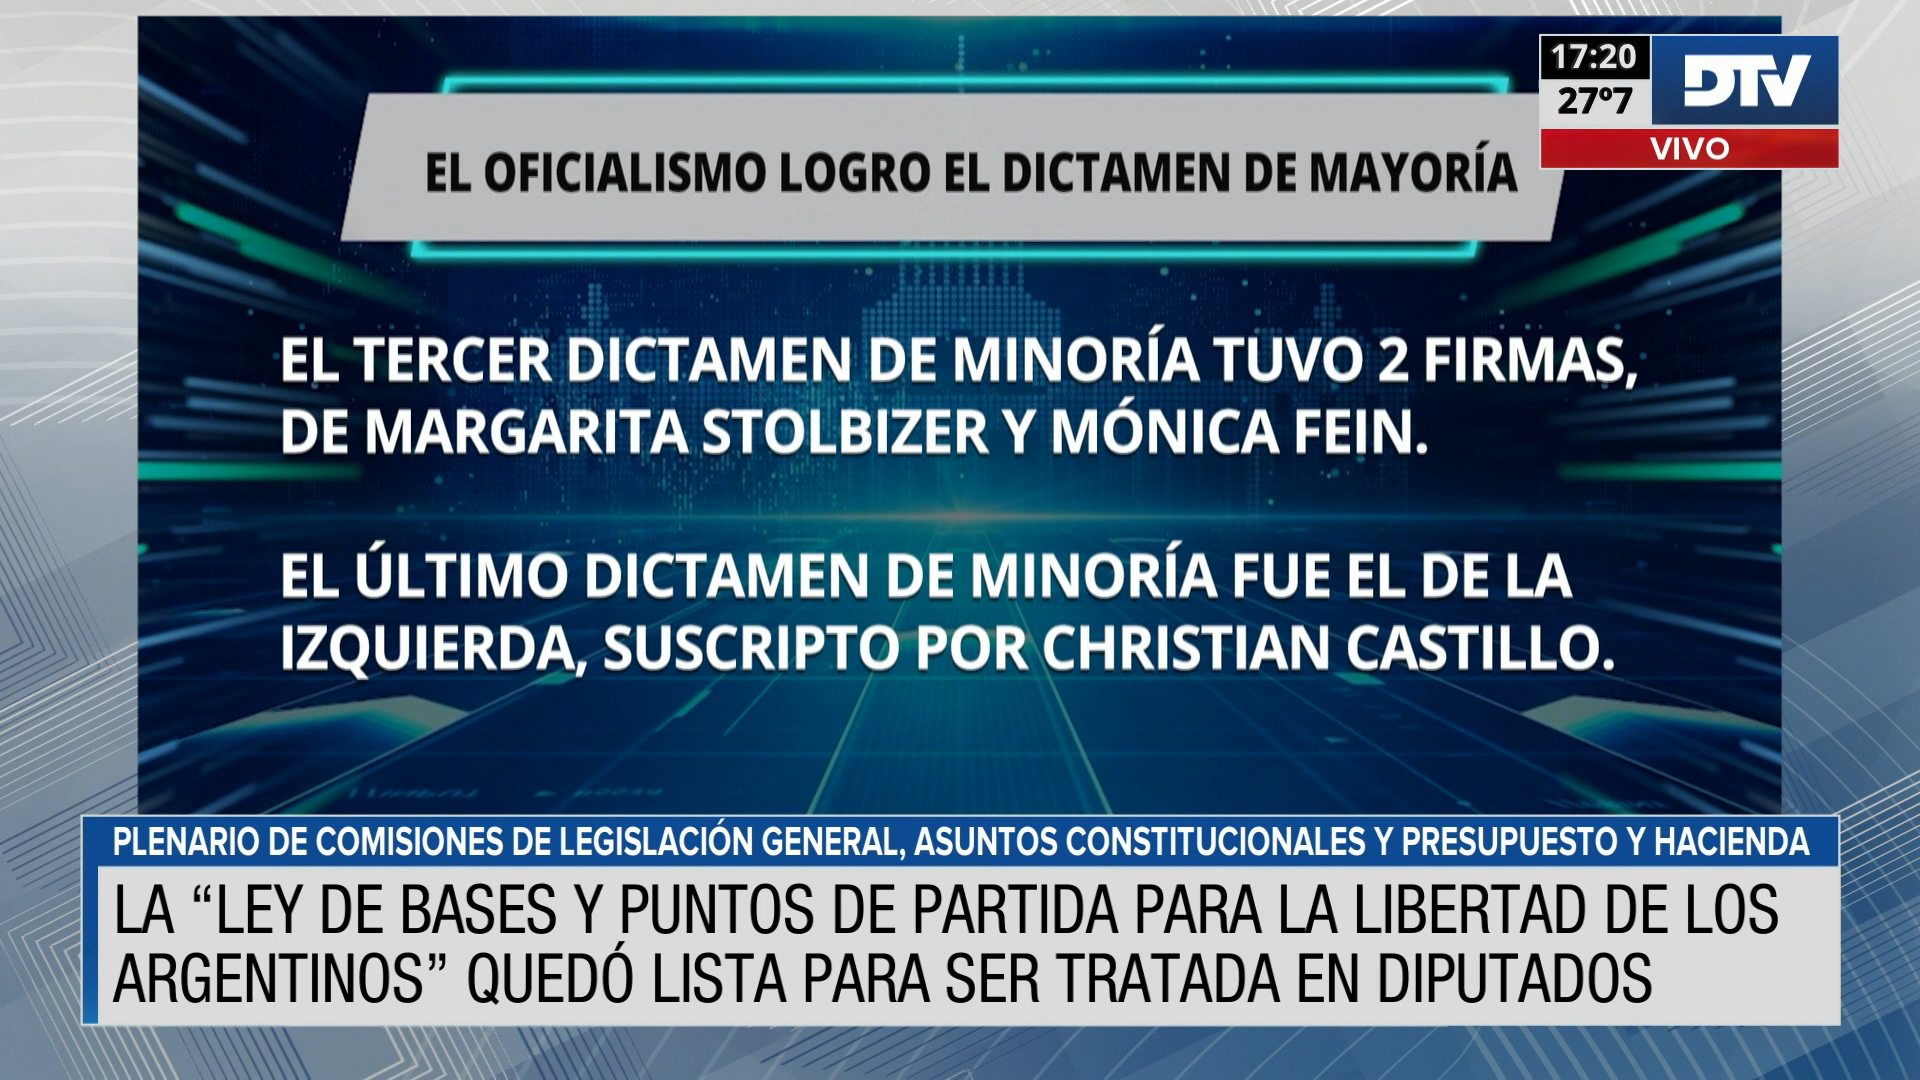 17:20
27º7
DTV
VIVO
EL OFICIALISMO LOGRO EL DICTAMEN DE MAYORÍA
EL TERCER DICTAMEN DE MINORÍA TUVO 2 FIRMAS,
DE MARGARITA STOLBIZER Y MÓNICA FEIN.
EL ÚLTIMO DICTAMEN DE MINORÍA FUE EL DE LA
IZQUIERDA, SUSCRIPTO POR CHRISTIAN CASTILLO.
PLENARIO DE COMISIONES DE LEGISLACIÓN GENERAL, ASUNTOS CONSTITUCIONALES Y PRESUPUESTO Y HACIENDA
LA “LEY DE BASES Y PUNTOS DE PARTIDA PARA LA LIBERTAD DE LOS
ARGENTINOS” QUEDÓ LISTA PARA SER TRATADA EN DIPUTADOS